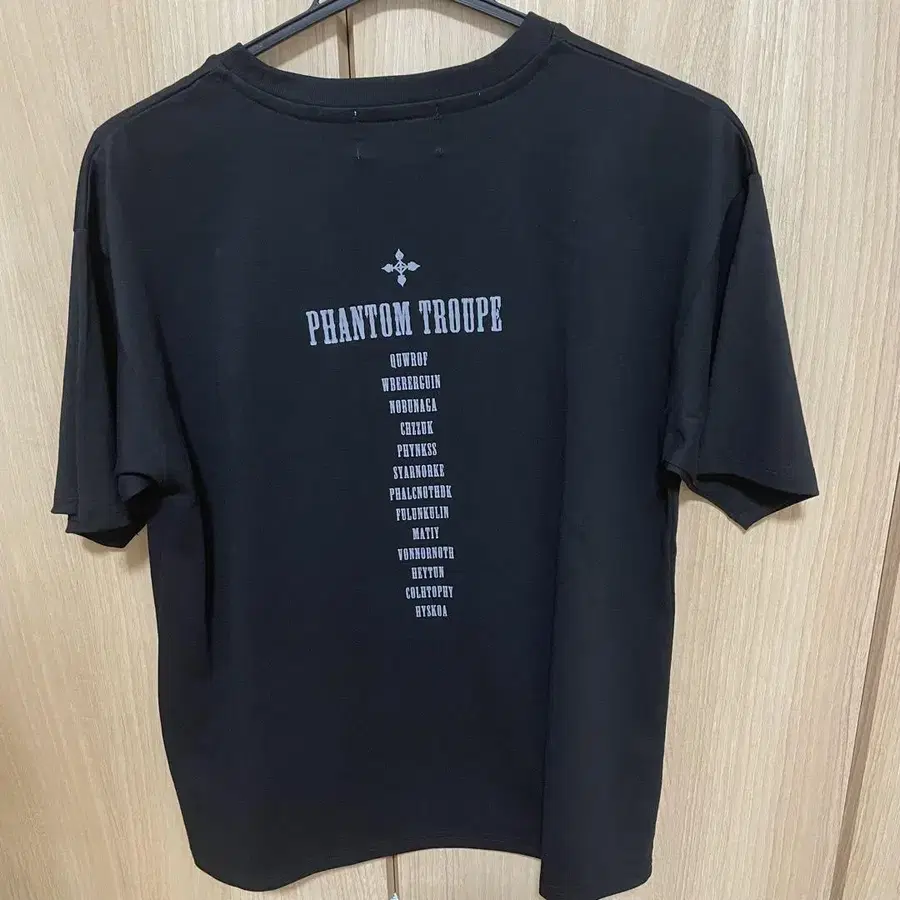 PHANTOM TROUPE
QUWROF
WBERERGUIN
NOBUNAGA
CHZZUK
PHYNKSS
SYARNORKE
PHALCNOTHDK
FULUNKULIN
MATIY
VONNORNOTH
HEYTUN
COLHTOPHY
HYSKOA